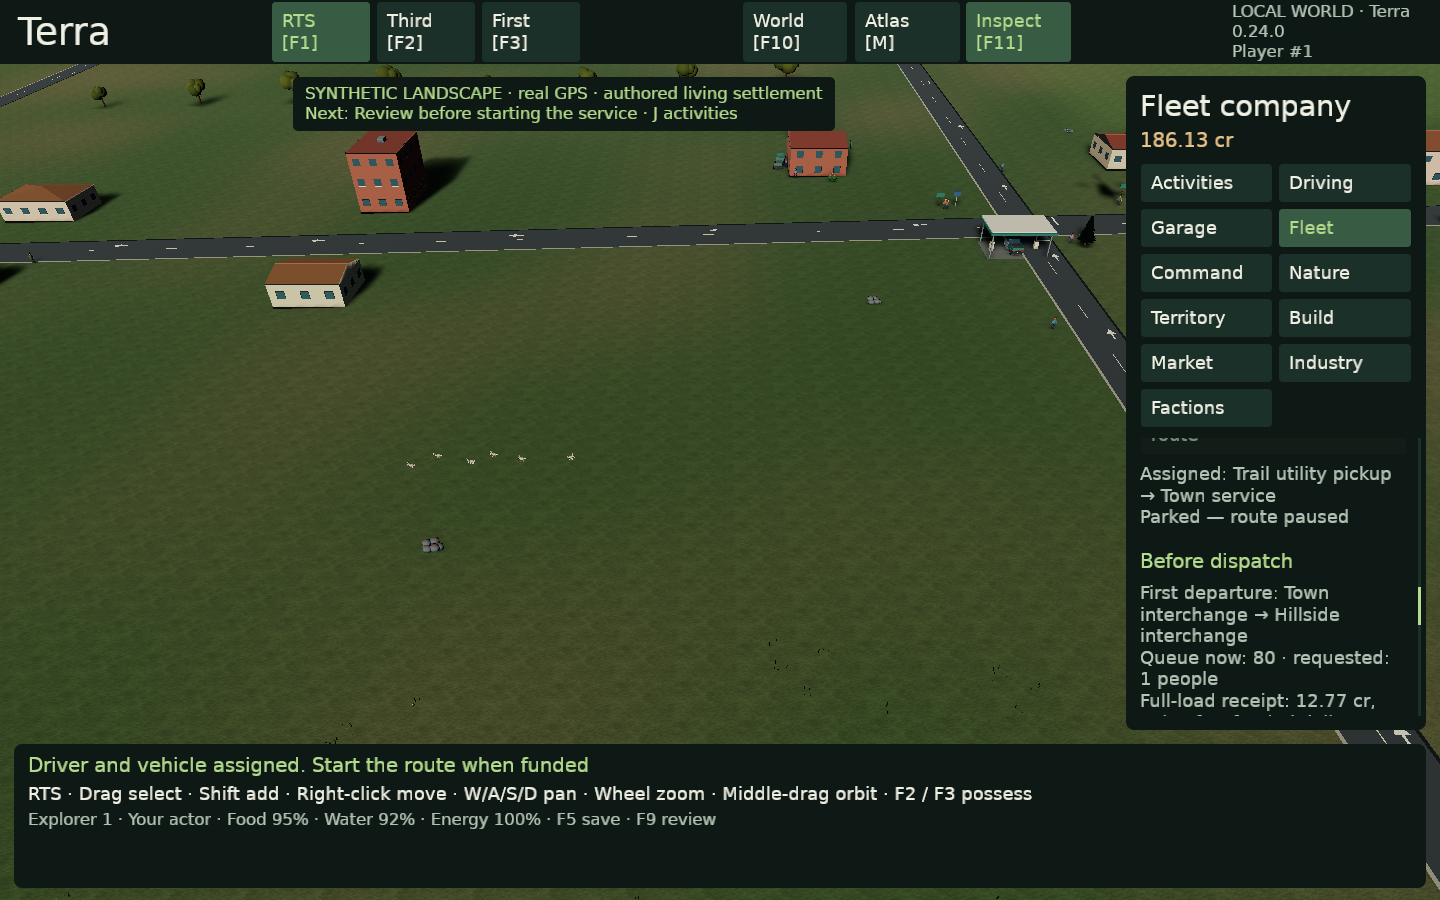 Terra
RTS
[F1]
Third
[F2]
First
[F3]
World
[F10]
Atlas
[M]
Inspect
[F11]
LOCAL WORLD · Terra
0.24.0
Player #1
SYNTHETIC LANDSCAPE · real GPS · authored living settlement
Next: Review before starting the service · J activities
Fleet company
186.13 cr
Activities
Driving
Garage
Fleet
Command
Nature
Territory
Build
Market
Industry
Factions
route
Assigned: Trail utility pickup
→ Town service
Parked — route paused
Before dispatch
First departure: Town
interchange → Hillside
interchange
Queue now: 80 · requested:
1 people
Full-load receipt: 12.77 cr,
Driver and vehicle assigned. Start the route when funded
RTS · Drag select · Shift add · Right-click move · W/A/S/D pan · Wheel zoom · Middle-drag orbit · F2 / F3 possess
Explorer 1 · Your actor · Food 95% · Water 92% · Energy 100% · F5 save · F9 review